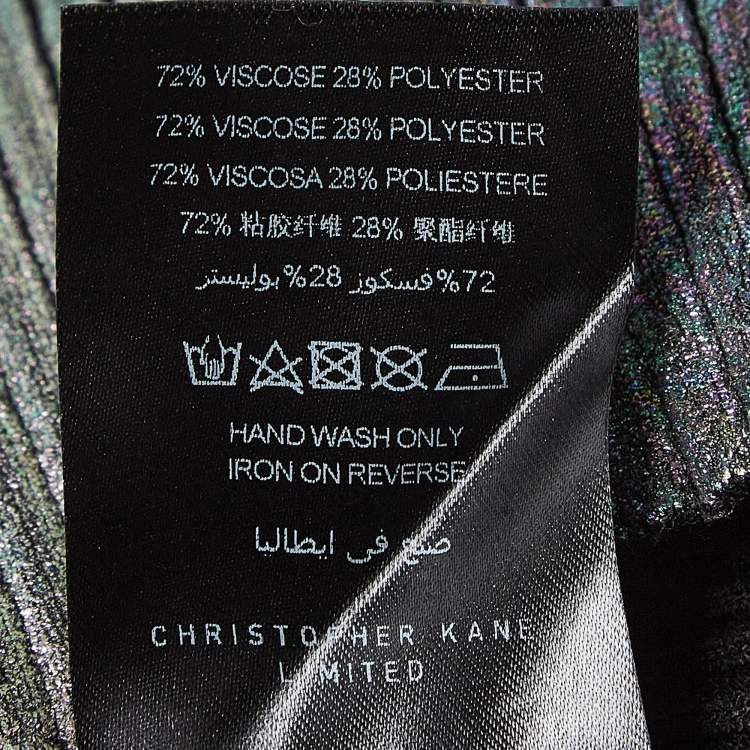 72% VISCOSE 28% POLYESTER
72% VISCOSE 28% POLYESTER
72% VISCOSA 28% POLIESTERE
72% 粘胶纤维 28% 聚酯纤维
72%فسكوز 28%بوليستر
HAND WASH ONLY
IRON ON REVERSE
صنع في ايطاليا
CHRISTOPHER KANE
LIMITED